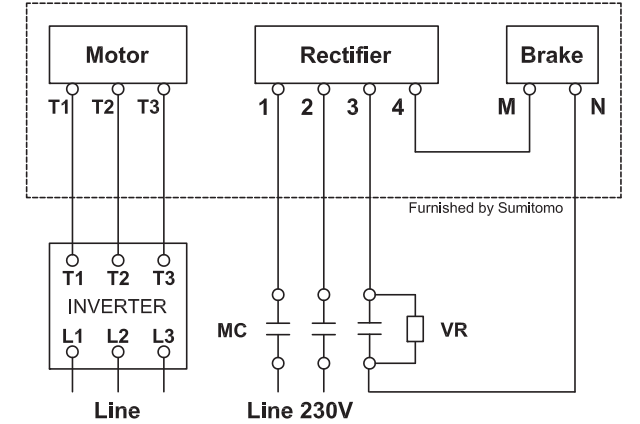 Motor Rectifier Brake
T1 T2 T3 1 2 3 4 M N
Furnished by Sumitomo
T1 T2 T3
INVERTER
L1 L2 L3
MC VR
Line Line 230V